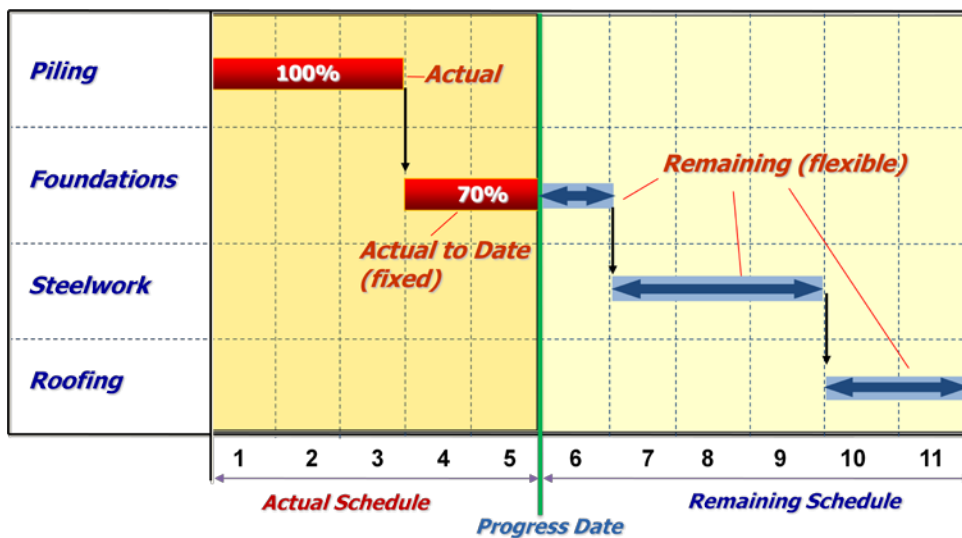 Piling
100%
Actual
Foundations
70%
Remaining (flexible)
Actual to Date
(fixed)
Steelwork
Roofing
1 2 3 4 5 6 7 8 9 10 11
Actual Schedule
Remaining Schedule
Progress Date